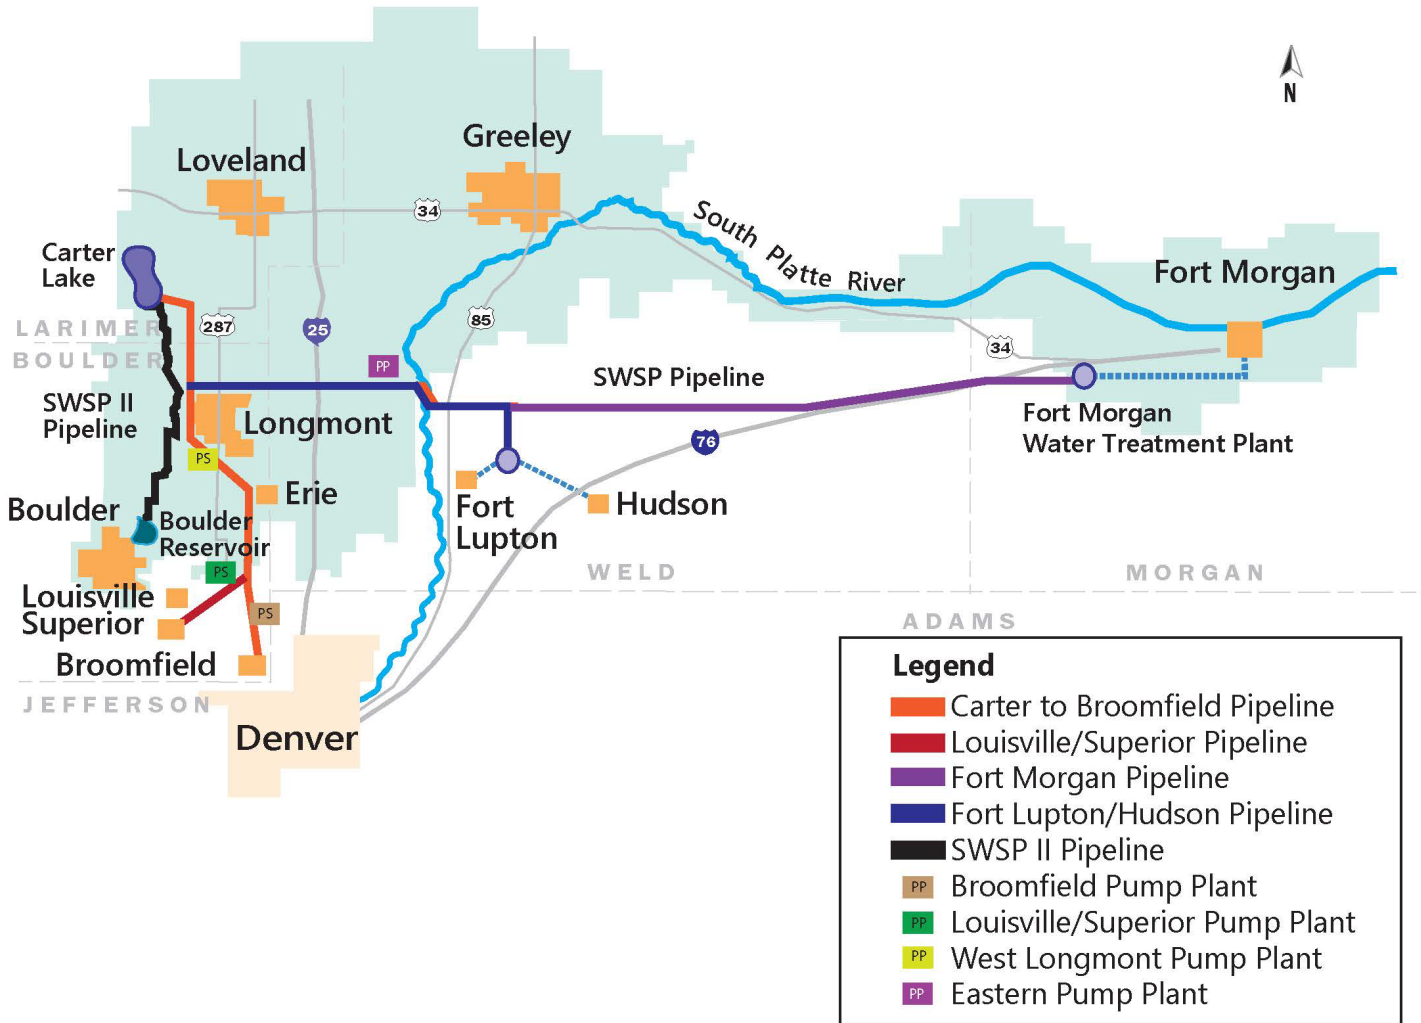 Greeley
Loveland
N
34
South Platte River
Carter
Lake
Fort Morgan
LARIMER
287
25
85
34
BOULDER
PP
SWSP Pipeline
SWSP II
Pipeline
Longmont
Fort Morgan
Water Treatment Plant
76
PS
Erie
Boulder
Boulder
Reservoir
Fort
Lupton
Hudson
PS
WELD
MORGAN
Louisville
Superior
PS
ADAMS
Broomfield
JEFFERSON
Denver
Legend
Carter to Broomfield Pipeline
Louisville/Superior Pipeline
Fort Morgan Pipeline
Fort Lupton/Hudson Pipeline
SWSP II Pipeline
PP Broomfield Pump Plant
PP Louisville/Superior Pump Plant
PP West Longmont Pump Plant
PP Eastern Pump Plant